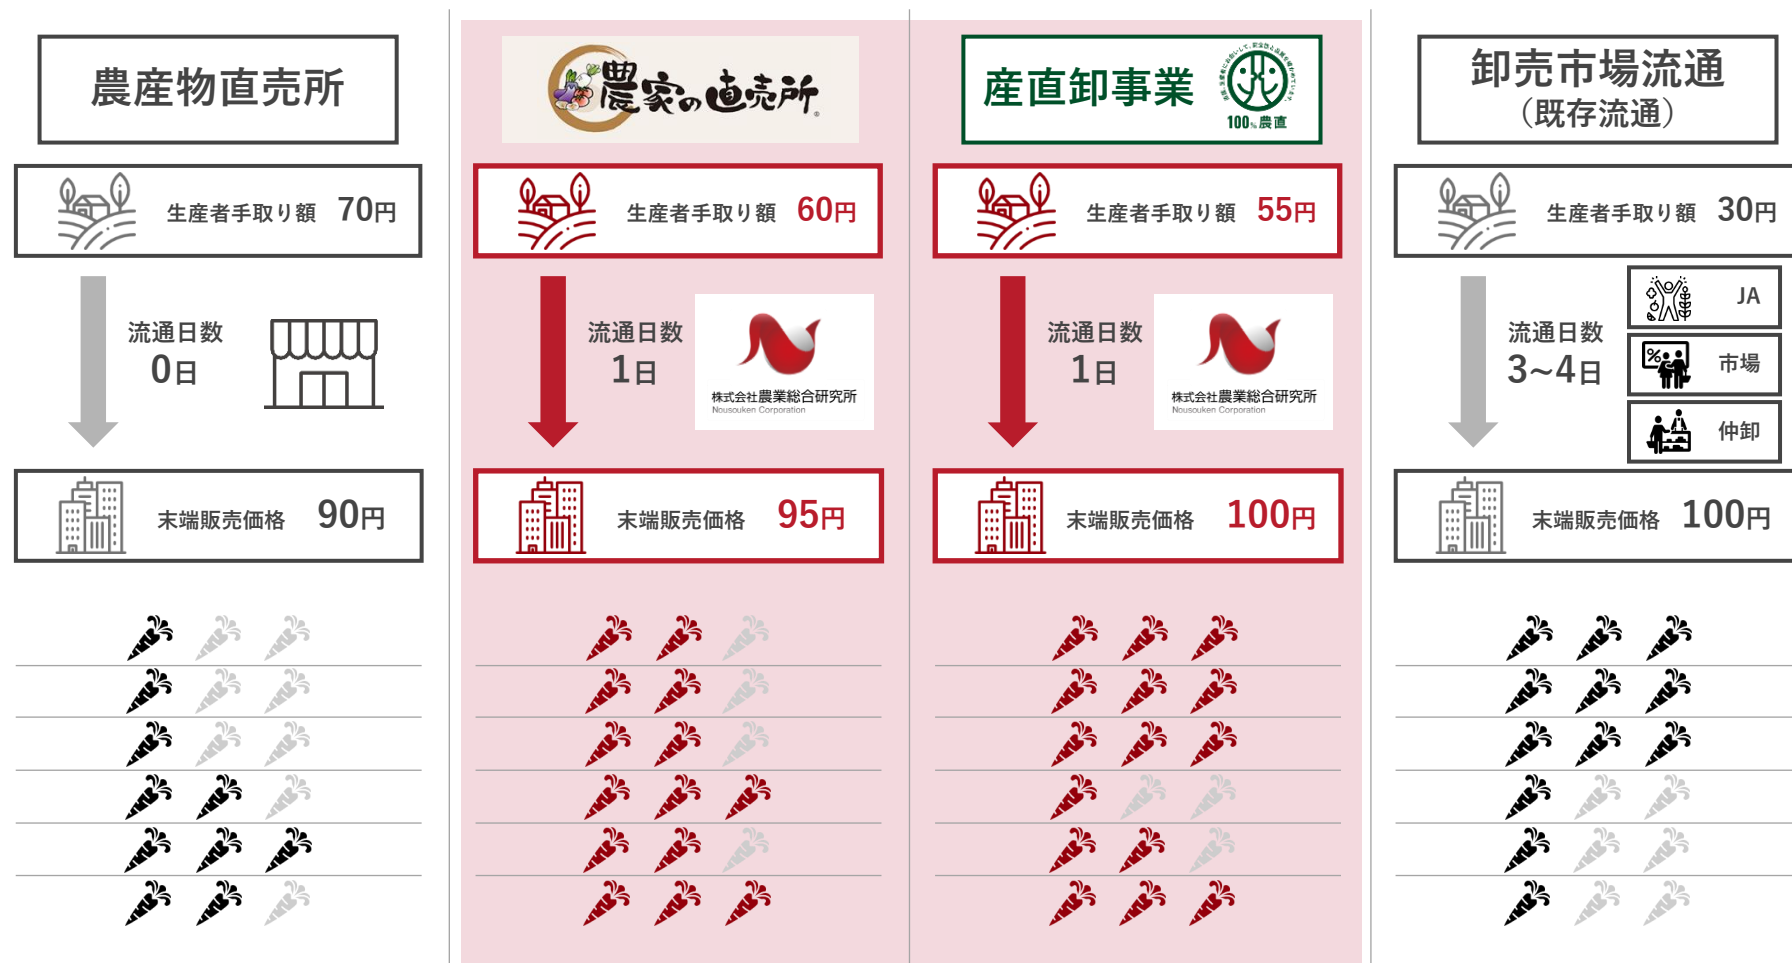 農産物直売所
生産者手取り額 70円
流通日数
0日
末端販売価格 90円
農家の直売所
生産者手取り額 60円
流通日数
1日
株式会社農業総合研究所
Nousouken Corporation
末端販売価格 95円
産直卸事業
100%農直
生産者手取り額 55円
流通日数
1日
株式会社農業総合研究所
Nousouken Corporation
末端販売価格 100円
卸売市場流通
（既存流通）
生産者手取り額 30円
流通日数
3~4日
JA
市場
仲卸
末端販売価格 100円